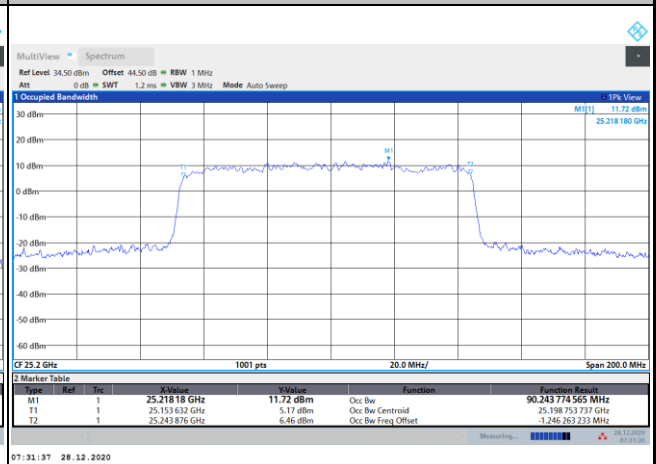 MultiView Spectrum
Ref Level 34.50 dBm Offset 44.50 dB RBW 1 MHz
Att 0 dB SWT 1.2 ms VBW 3 MHz Mode Auto Sweep
1 Occupied Bandwidth 1Pk View
M1[1] 11.72 dBm
25.218 180 GHz
30 dBm
20 dBm
M1
10 dBm
T1 T2
0 dBm
-10 dBm
-20 dBm
-30 dBm
-40 dBm
-50 dBm
-60 dBm
CF 25.2 GHz 1001 pts 20.0 MHz/ Span 200.0 MHz
2 Marker Table
Type Ref Trc X-Value Y-Value Function Function Result
M1 1 25.218 18 GHz 11.72 dBm Occ Bw 90.243 774 565 MHz
T1 1 25.153 632 GHz 5.17 dBm Occ Bw Centroid 25.198 753 737 GHz
T2 1 25.243 876 GHz 6.46 dBm Occ Bw Freq Offset -1.246 263 233 MHz
Measuring... 28.12.2020
07:31:36
07:31:37 28.12.2020